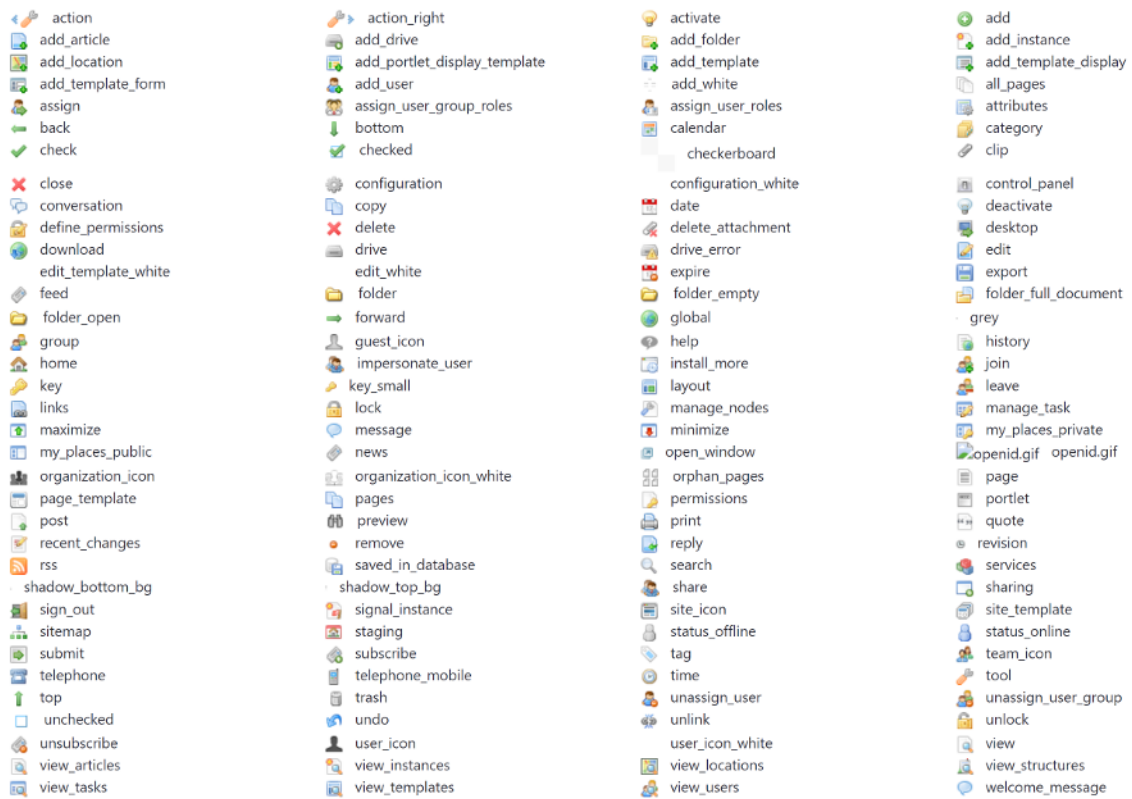 action action_right activate add
add_article add_drive add_folder add_instance
add_location add_portlet_display_template add_template add_template_display
add_template_form add_user add_white all_pages
assign assign_user_group_roles assign_user_roles attributes
back bottom calendar category
check checked checkerboard clip
close configuration configuration_white control_panel
conversation copy date deactivate
define_permissions delete delete_attachment desktop
download drive drive_error edit
edit_template_white edit_white expire export
feed folder folder_empty folder_full_document
folder_open forward global grey
group guest_icon help history
home impersonate_user install_more join
key key_small layout leave
links lock manage_nodes manage_task
maximize message minimize my_places_private
my_places_public news open_window openid.gif openid.gif
organization_icon organization_icon_white orphan_pages page
page_template pages permissions portlet
post preview print quote
recent_changes remove reply revision
rss saved_in_database search services
shadow_bottom_bg shadow_top_bg share sharing
sign_out signal_instance site_icon site_template
sitemap staging status_offline status_online
submit subscribe tag team_icon
telephone telephone_mobile time tool
top trash unassign_user unassign_user_group
unchecked undo unlink unlock
unsubscribe user_icon user_icon_white view
view_articles view_instances view_locations view_structures
view_tasks view_templates view_users welcome_message